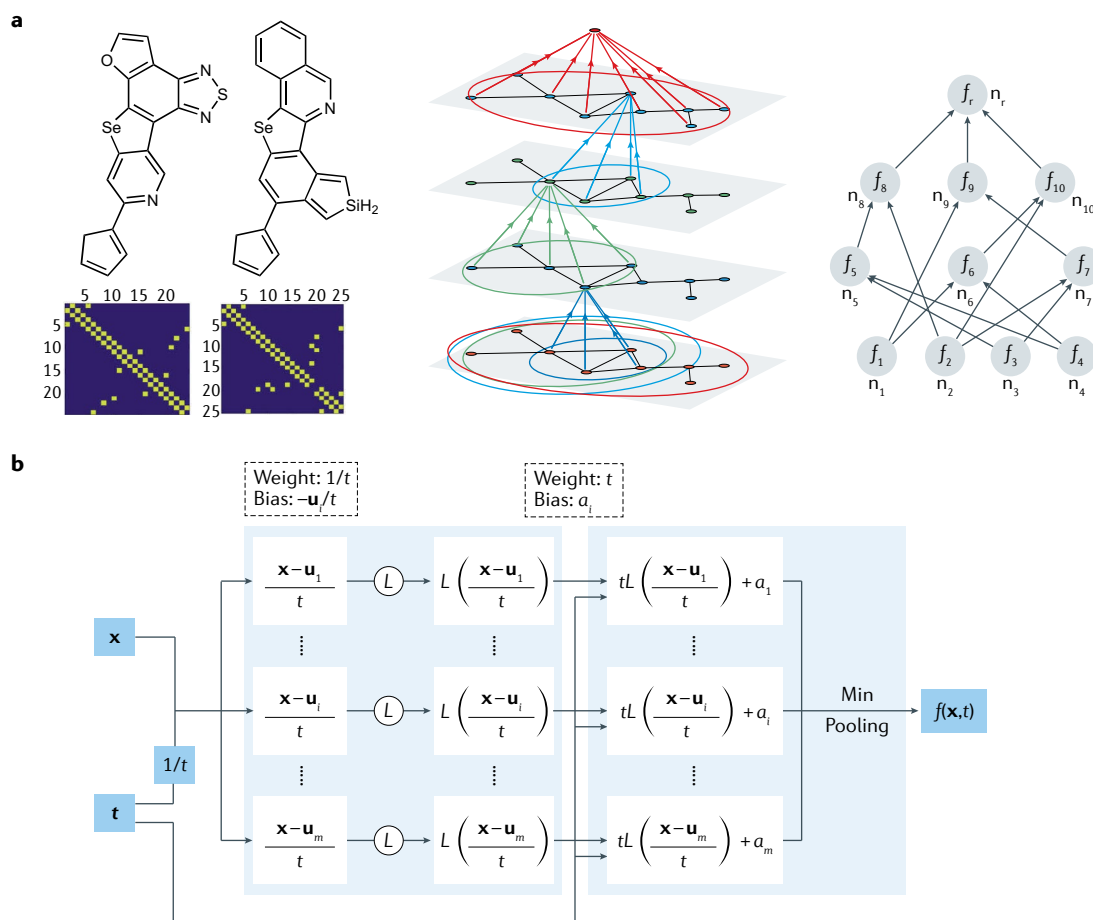 a
O
N
S
N
Se
N
N
Se
SiH₂
5 10 15 20
5
10
15
20
5 10 15 20 25
5
10
15
20
25
fᵣ nᵣ
f₈ f₉ f₁₀
n₈ n₉ n₁₀
f₅ f₆ f₇
n₅ n₆ n₇
f₁ f₂ f₃ f₄
n₁ n₂ n₃ n₄
b
Weight: 1/t
Bias: –uᵢ/t
Weight: t
Bias: aᵢ
x
1/t
t
x – u₁ / t
L
L (x – u₁ / t)
tL (x – u₁ / t) + a₁
x – uᵢ / t
L
L (x – uᵢ / t)
tL (x – uᵢ / t) + aᵢ
x – uₘ / t
L
L (x – uₘ / t)
tL (x – uₘ / t) + aₘ
Min
Pooling
f(x,t)